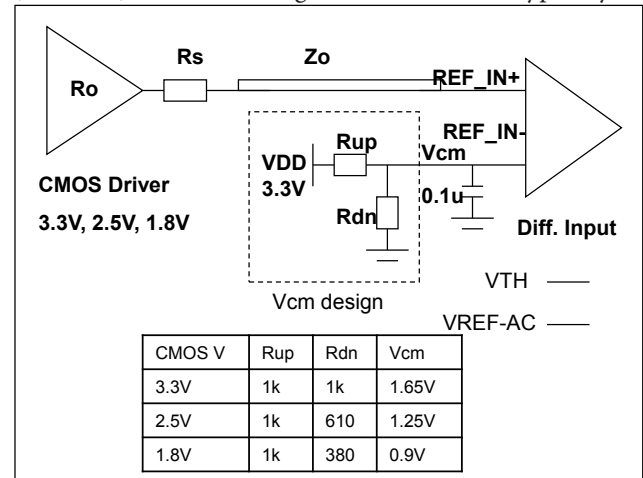 Rs
Zo
Ro
REF_IN+
REF_IN-
Rup
Vcm
VDD
3.3V
0.1u
Rdn
CMOS Driver
3.3V, 2.5V, 1.8V
Diff. Input
Vcm design
VTH
VREF-AC
CMOS V Rup Rdn Vcm
3.3V 1k 1k 1.65V
2.5V 1k 610 1.25V
1.8V 1k 380 0.9V